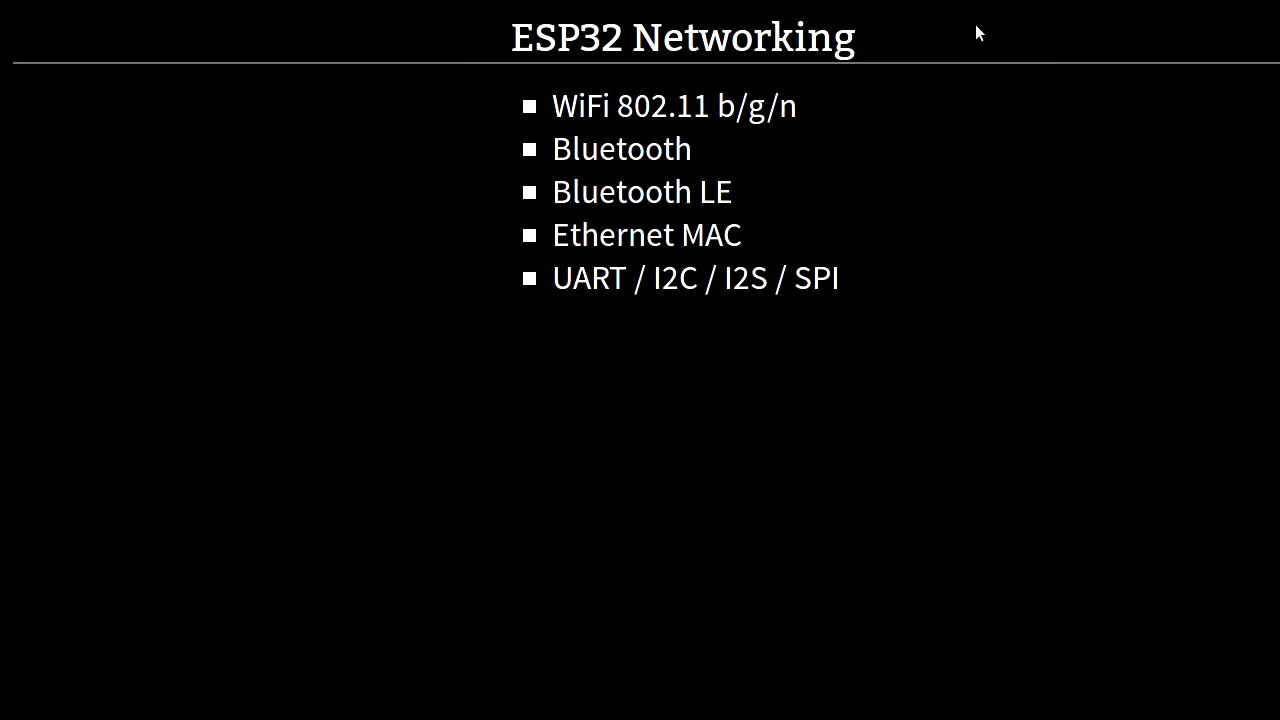 ESP32 Networking
WiFi 802.11 b/g/n
Bluetooth
Bluetooth LE
Ethernet MAC
UART / I2C / I2S / SPI